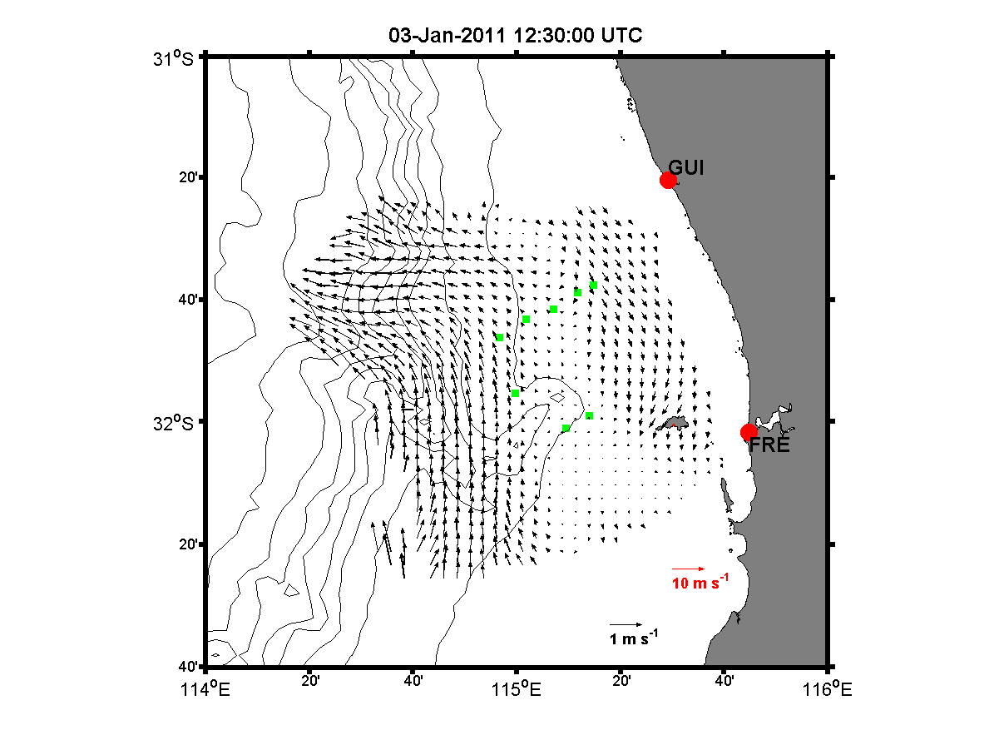 03-Jan-2011 12:30:00 UTC
31°S
GUI
20'
40'
32°S
FRE
20'
10 m s⁻¹
1 m s⁻¹
40'
114°E
20'
40'
115°E
20'
40'
116°E